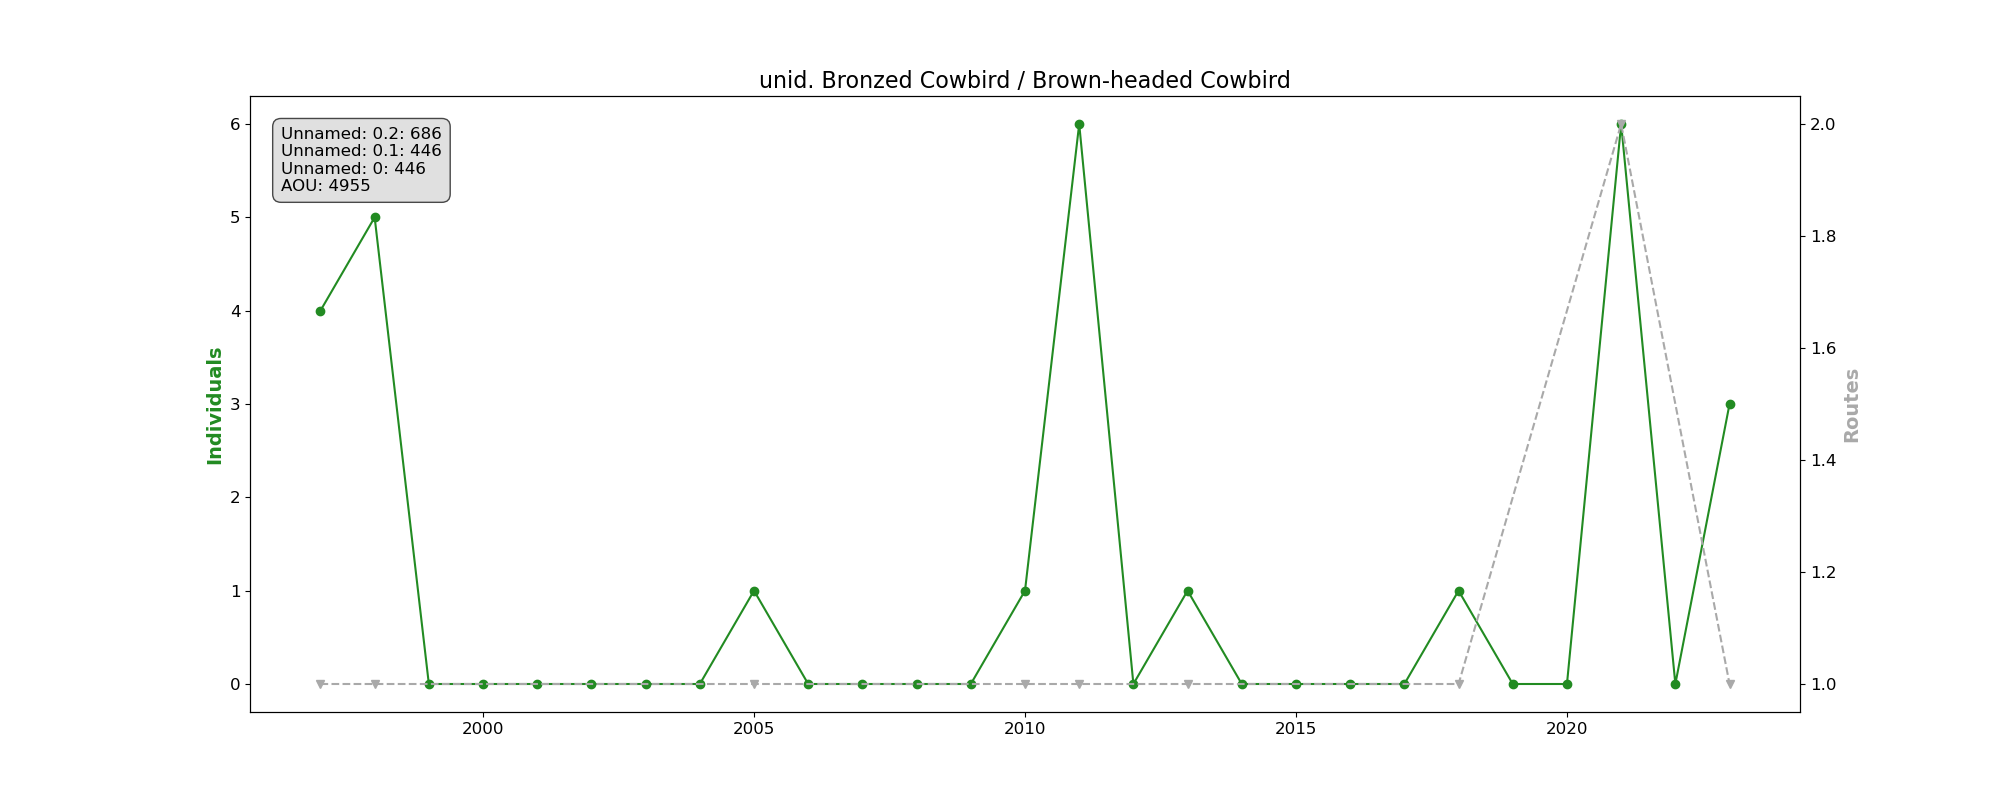 unid. Bronzed Cowbird / Brown-headed Cowbird
Unnamed: 0.2: 686
Unnamed: 0.1: 446
Unnamed: 0: 446
AOU: 4955
6
5
4
3
2
1
0
Individuals
2.0
1.8
1.6
1.4
1.2
1.0
Routes
2000 2005 2010 2015 2020